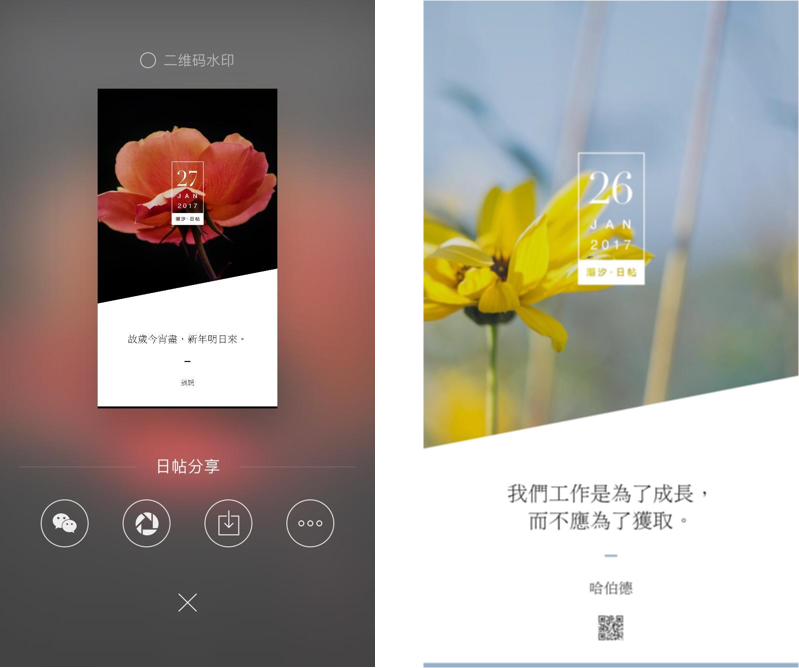 二维码水印
27
JAN
2017
潮汐·日帖
故歲今宵盡，新年明日來。
日帖分享
26
JAN
2017
潮汐·日帖
我們工作是為了成長，
而不應為了獲取。
哈伯德